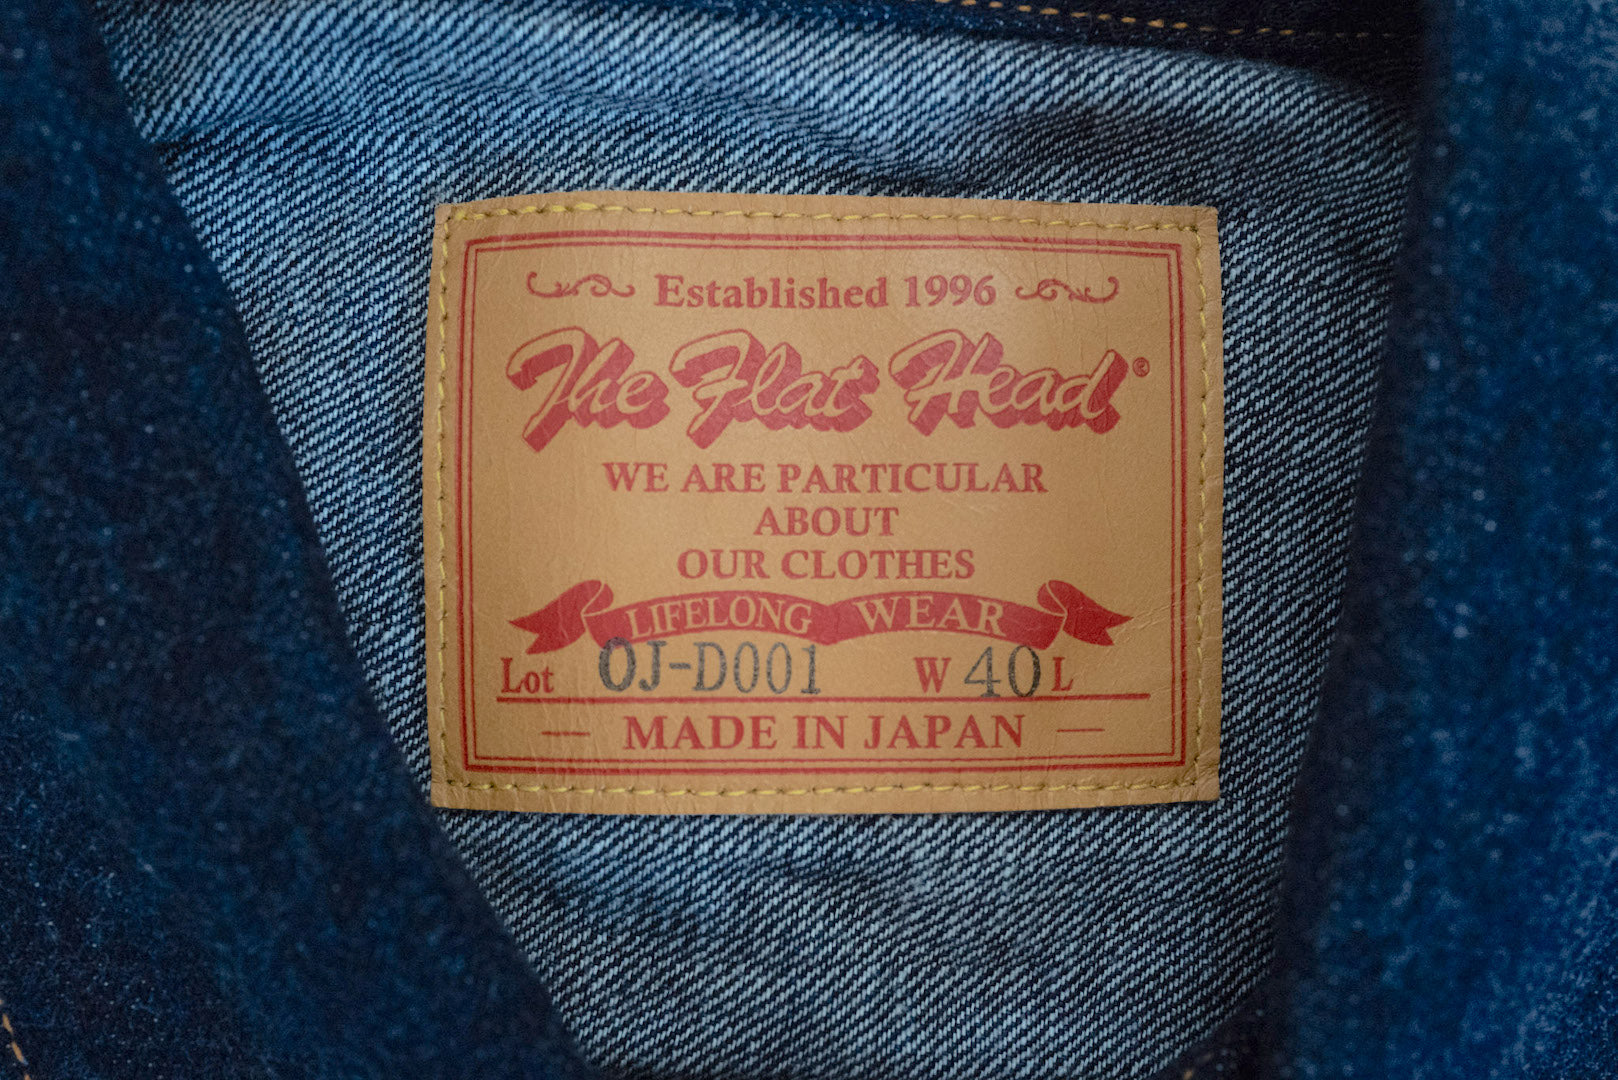 Established 1996
The Flat Head®
WE ARE PARTICULAR
ABOUT
OUR CLOTHES
LIFELONG WEAR
Lot OJ-D001 W 40 L
— MADE IN JAPAN —